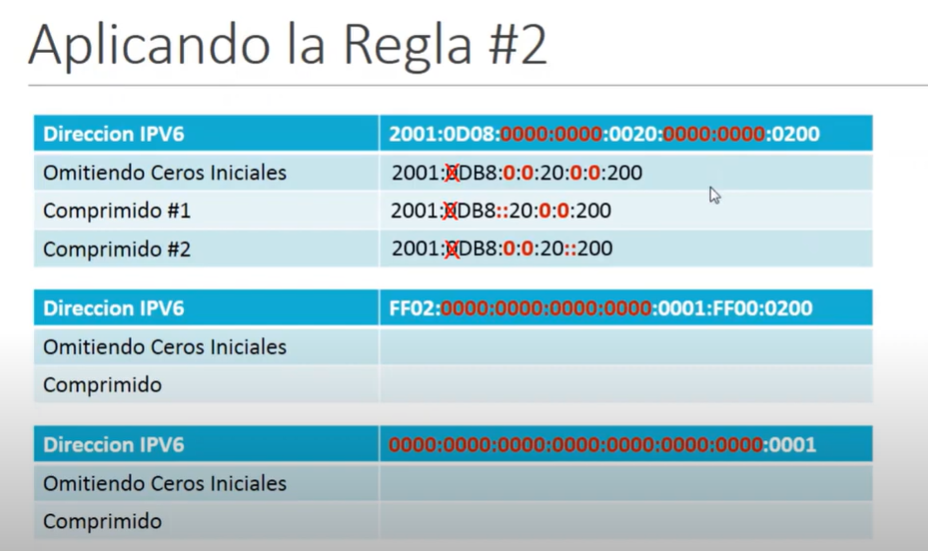 Aplicando la Regla #2
Direccion IPV6 2001:0D08:0000:0000:0020:0000:0000:0200
Omitiendo Ceros Iniciales 2001:0DB8:0:0:20:0:0:200
Comprimido #1 2001:0DB8::20:0:0:200
Comprimido #2 2001:0DB8:0:0:20::200
Direccion IPV6 FF02:0000:0000:0000:0000:0001:FF00:0200
Omitiendo Ceros Iniciales
Comprimido
Direccion IPV6 0000:0000:0000:0000:0000:0000:0000:0001
Omitiendo Ceros Iniciales
Comprimido